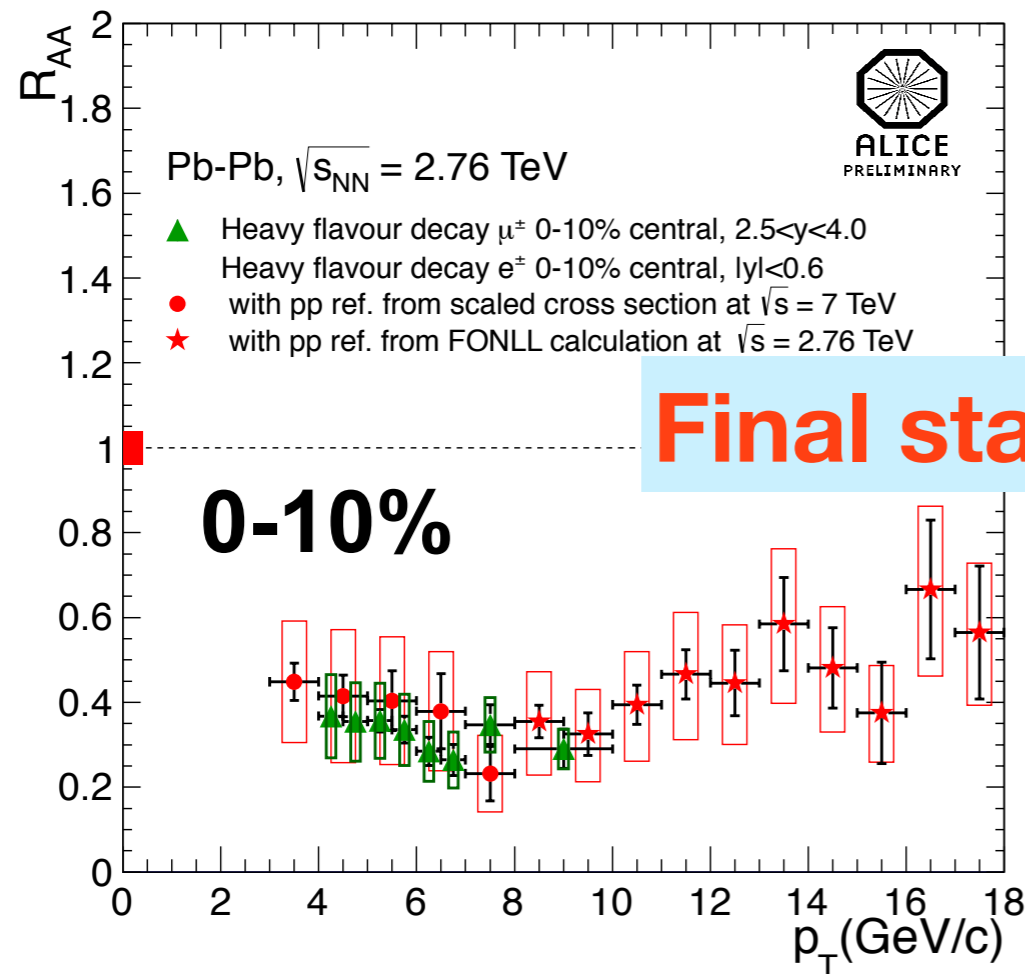 R_AA
2
1.8
1.6
1.4
1.2
1
0.8
0.6
0.4
0.2
0
ALICE
PRELIMINARY
Pb-Pb, √s_NN = 2.76 TeV
Heavy flavour decay μ± 0-10% central, 2.5<y<4.0
Heavy flavour decay e± 0-10% central, |y|<0.6
with pp ref. from scaled cross section at √s = 7 TeV
with pp ref. from FONLL calculation at √s = 2.76 TeV
Final sta
0-10%
0 2 4 6 8 10 12 14 16 18
p_T(GeV/c)